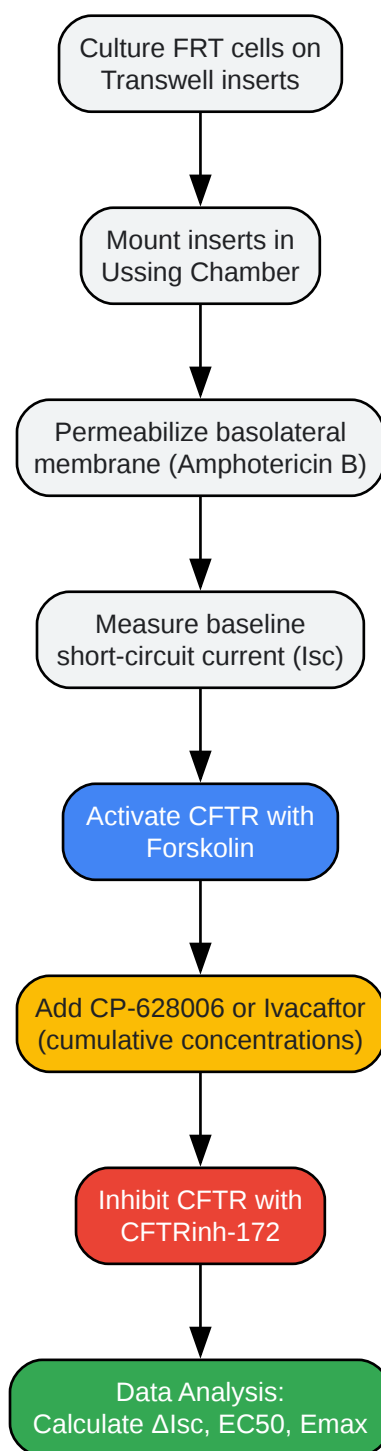 Culture FRT cells on
Transwell inserts
Mount inserts in
Ussing Chamber
Permeabilize basolateral
membrane (Amphotericin B)
Measure baseline
short-circuit current (Isc)
Activate CFTR with
Forskolin
Add CP-628006 or Ivacaftor
(cumulative concentrations)
Inhibit CFTR with
CFTRinh-172
Data Analysis:
Calculate ΔIsc, EC50, Emax